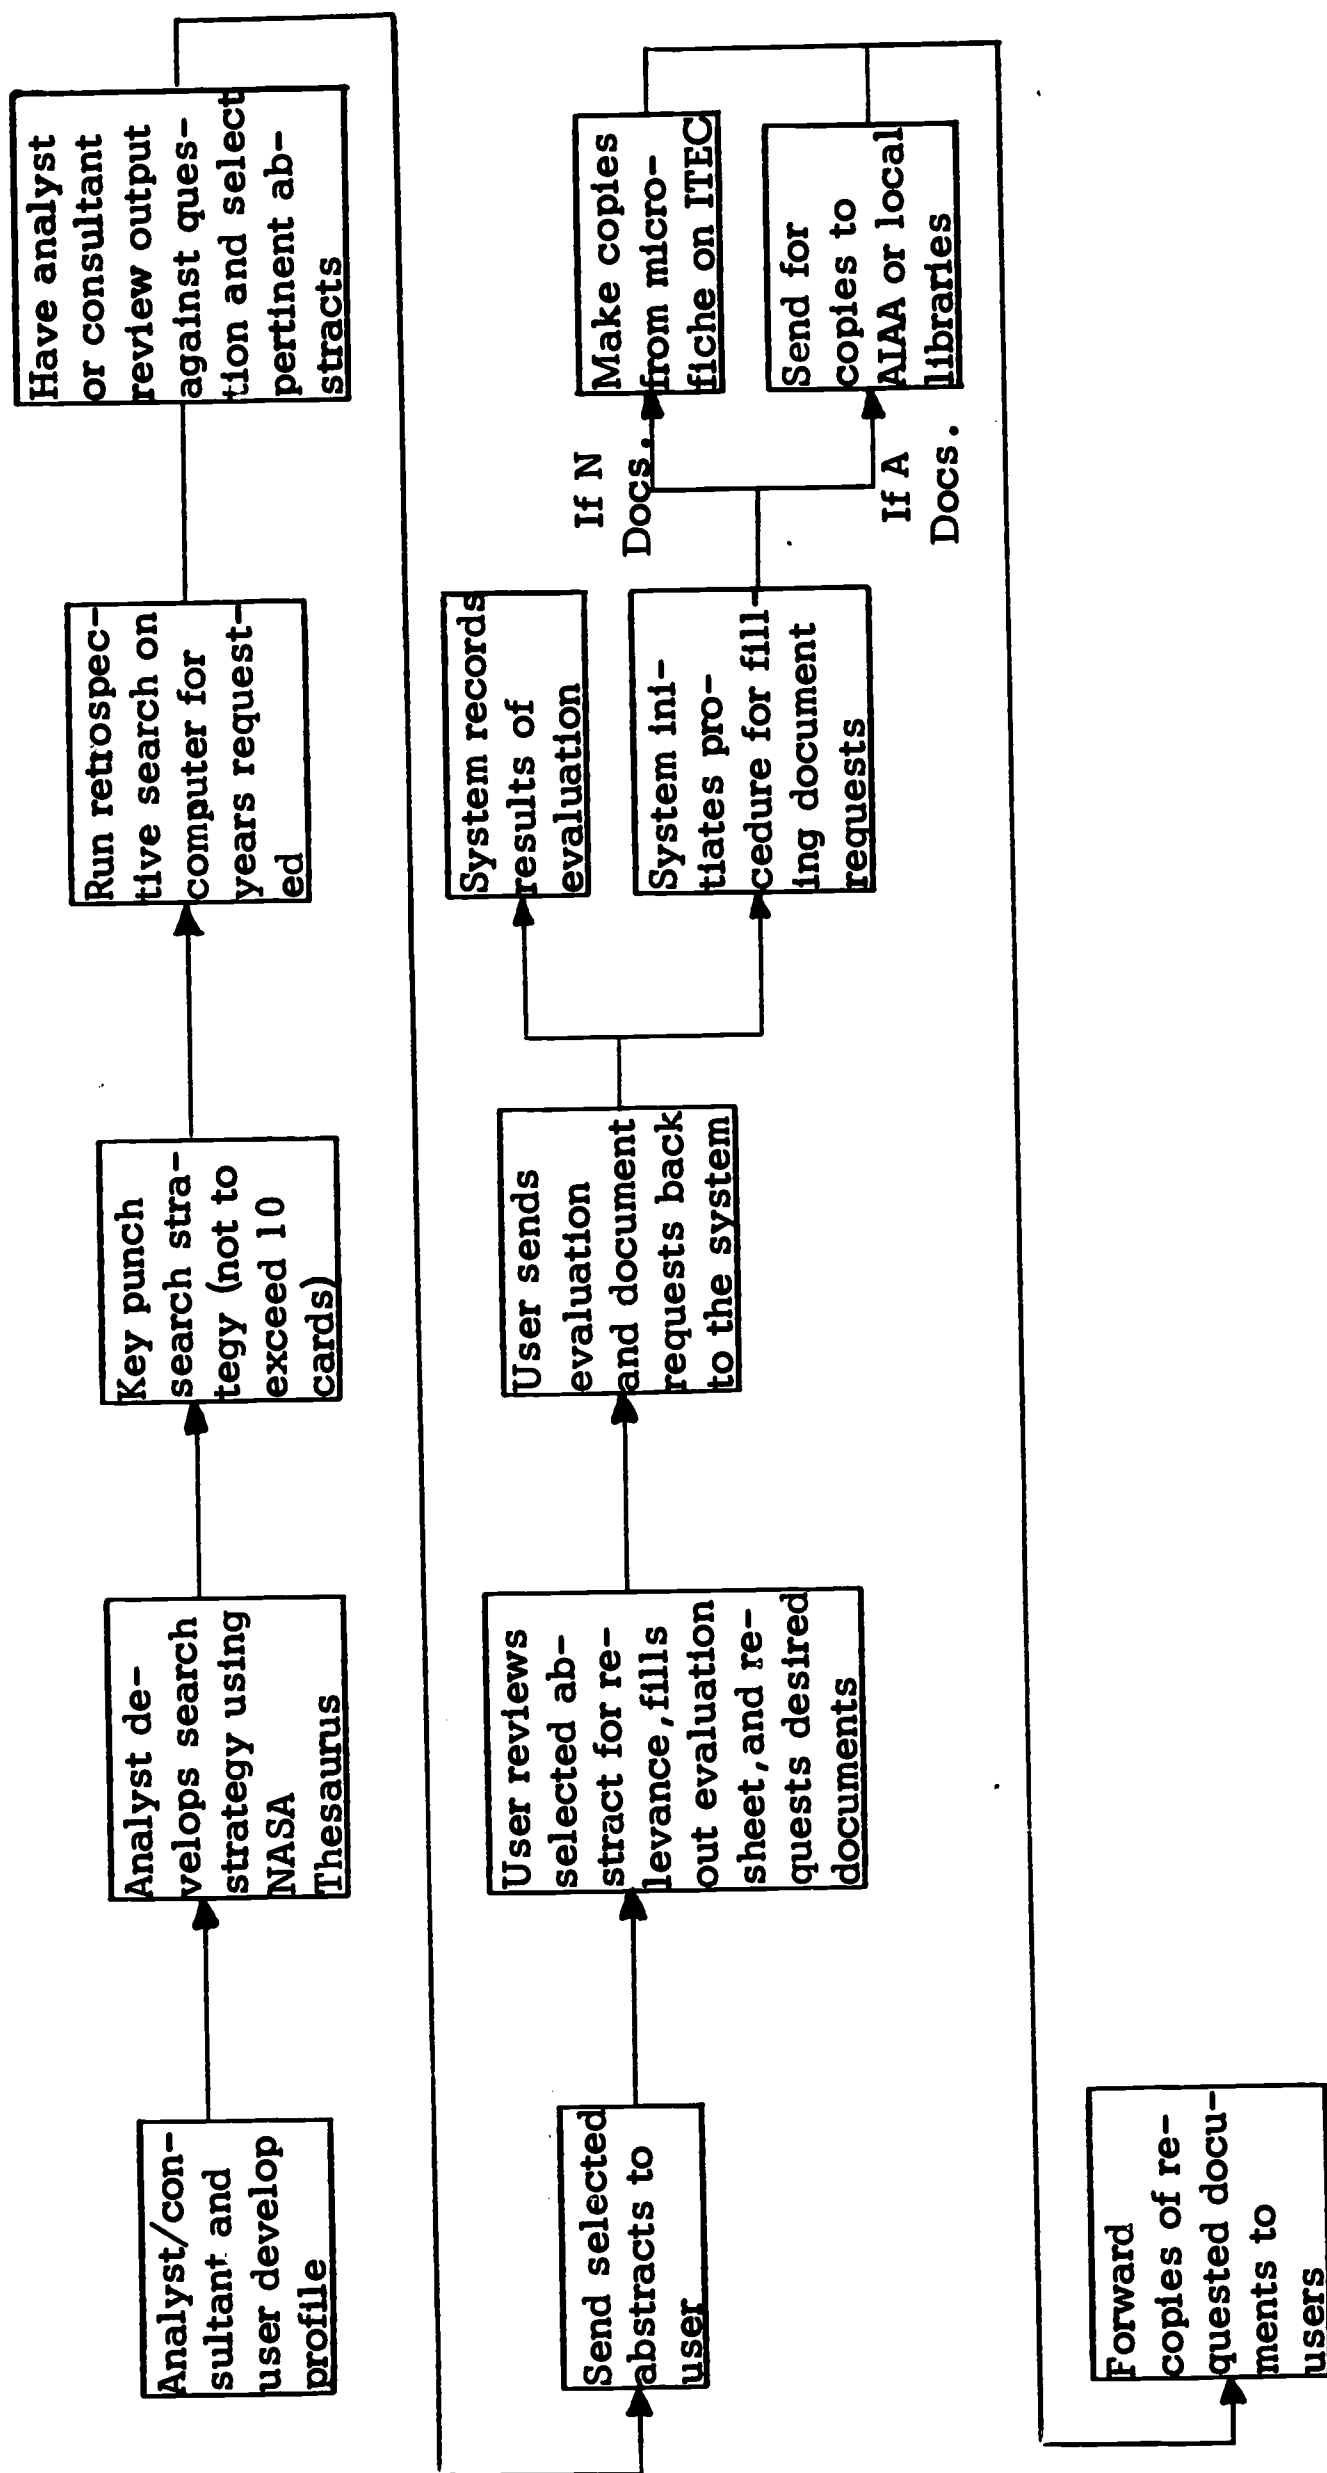 Analyst/con-
sultant and
user develop
profile
Analyst de-
velops search
strategy using
NASA
Thesaurus
Key punch
search stra-
tegy (not to
exceed 10
cards)
Run retrospec-
tive search on
computer for
years request-
ed
Have analyst
or consultant
review output
against ques-
tion and select
pertinent ab-
stracts
Send selected
abstracts to
user
User reviews
selected ab-
stract for re-
levance,fills
out evaluation
sheet,and re-
quests desired
documents
User sends
evaluation
and document
requests back
to the system
System records
results of
evaluation
System ini-
tiates pro-
cedure for fill-
ing document
requests
If N
Docs.
Make copies
from micro-
fiche on ITEC
If A
Docs.
Send for
copies to
AIAA or local
libraries
Forward
copies of re-
quested docu-
ments to
users